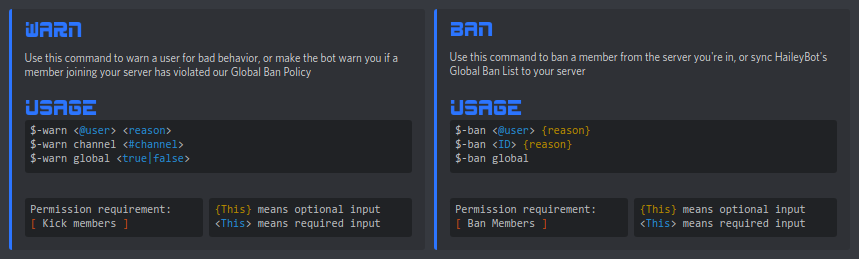 WARN
Use this command to warn a user for bad behavior, or make the bot warn you if a
member joining your server has violated our Global Ban Policy
USAGE
$-warn <@user> <reason>
$-warn channel <#channel>
$-warn global <true|false>
Permission requirement:
[ Kick members ]
{This} means optional input
<This> means required input
BAN
Use this command to ban a member from the server you're in, or sync HaileyBot's
Global Ban List to your server
USAGE
$-ban <@user> {reason}
$-ban <ID> {reason}
$-ban global
Permission requirement:
[ Ban Members ]
{This} means optional input
<This> means required input